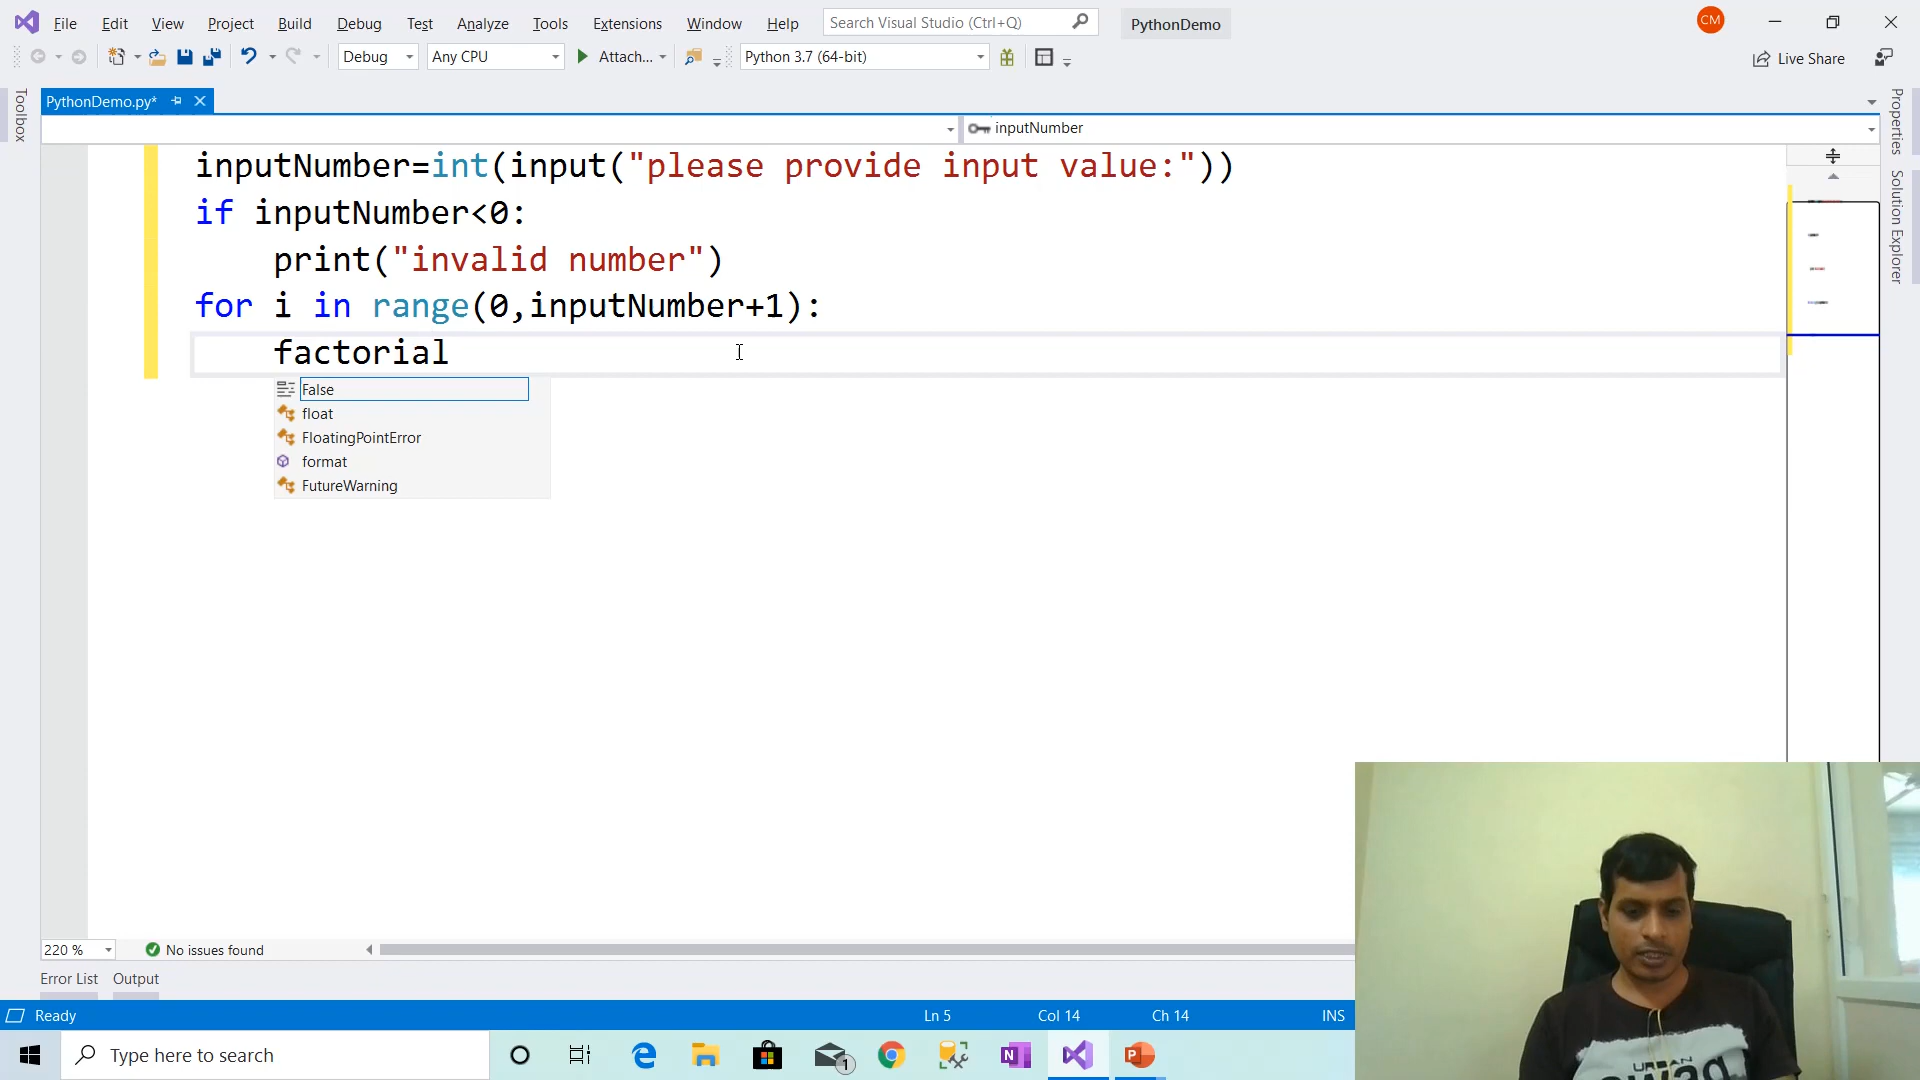 File Edit View Project Build Debug Test Analyze Tools Extensions Window Help Search Visual Studio (Ctrl+Q) PythonDemo CM
Debug Any CPU Attach... Python 3.7 (64-bit) Live Share
Toolbox
PythonDemo.py*
inputNumber
Properties
Solution Explorer
inputNumber=int(input("please provide input value:"))
if inputNumber<0:
print("invalid number")
for i in range(0,inputNumber+1):
factorial
False
float
FloatingPointError
format
FutureWarning
220 % No issues found
Error List Output
Ready Ln 5 Col 14 Ch 14 INS
Type here to search 1
URBAN
swag